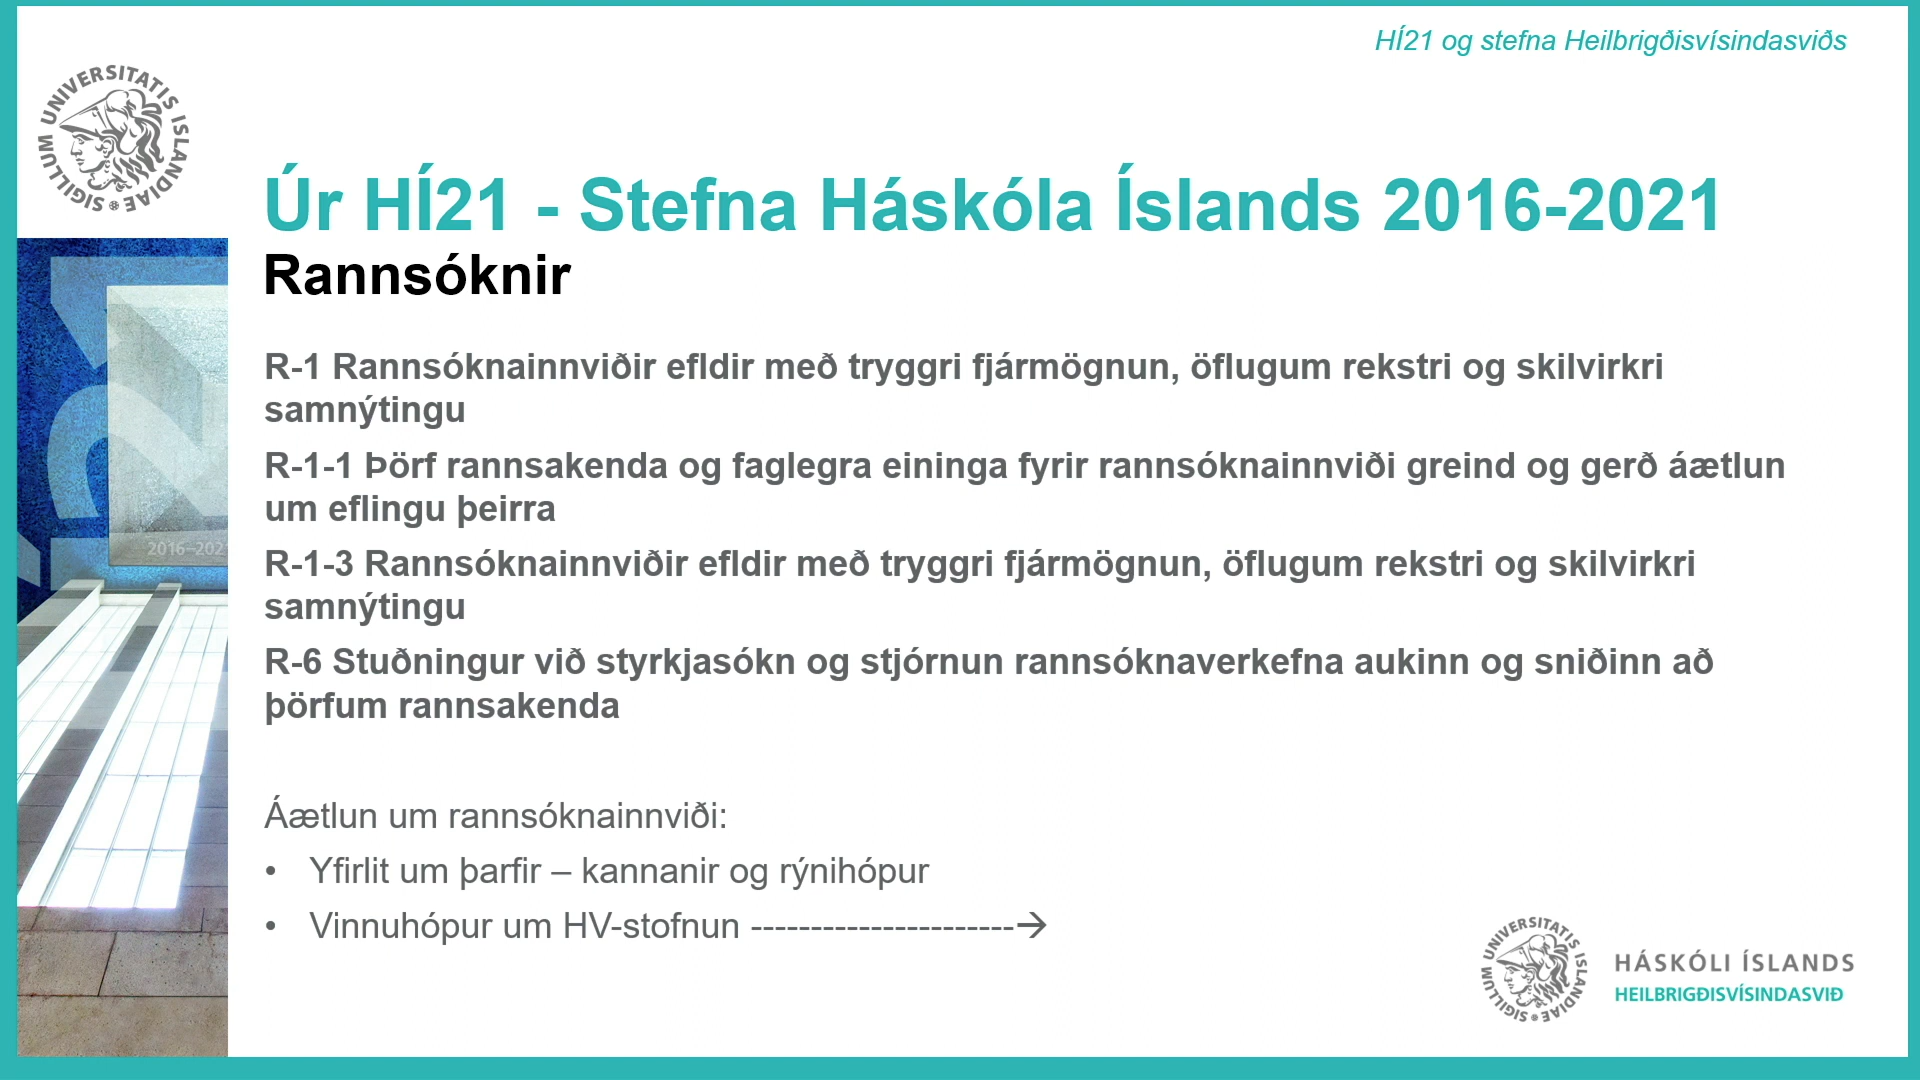 HÍ21 og stefna Heilbrigðisvísindasviðs
SIGILLUM UNIVERSITATIS ISLANDIAE
Úr HÍ21 - Stefna Háskóla Íslands 2016-2021
Rannsóknir
2016–202
R-1 Rannsóknainnviðir efldir með tryggri fjármögnun, öflugum rekstri og skilvirkri
samnýtingu
R-1-1 Þörf rannsakenda og faglegra eininga fyrir rannsóknainnviði greind og gerð áætlun
um eflingu þeirra
R-1-3 Rannsóknainnviðir efldir með tryggri fjármögnun, öflugum rekstri og skilvirkri
samnýtingu
R-6 Stuðningur við styrkjasókn og stjórnun rannsóknaverkefna aukinn og sniðinn að
þörfum rannsakenda
Áætlun um rannsóknainnviði:
• Yfirlit um þarfir – kannanir og rýnihópur
• Vinnuhópur um HV-stofnun ----------------------→
SIGILLUM UNIVERSITATIS ISLANDIAE
HÁSKÓLI ÍSLANDS
HEILBRIGÐISVÍSINDASVIÐ